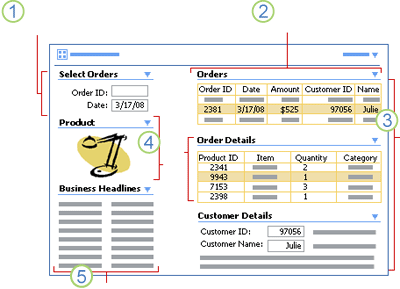 1
2
Select Orders
Order ID:
Date: 3/17/08
Product
4
Business Headlines
5
Orders
Order ID Date Amount Customer ID Name
2381 3/17/08 $525 97056 Julie
3
Order Details
Product ID Item Quantity Category
2341 2
9943 1
7153 3
2398 1
Customer Details
Customer ID: 97056
Customer Name: Julie